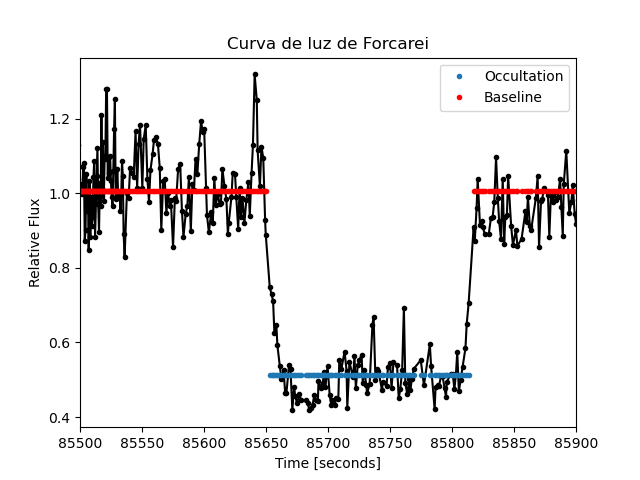 Curva de luz de Forcarei
Occultation
Baseline
Relative Flux
1.2
1.0
0.8
0.6
0.4
85500 85550 85600 85650 85700 85750 85800 85850 85900
Time [seconds]